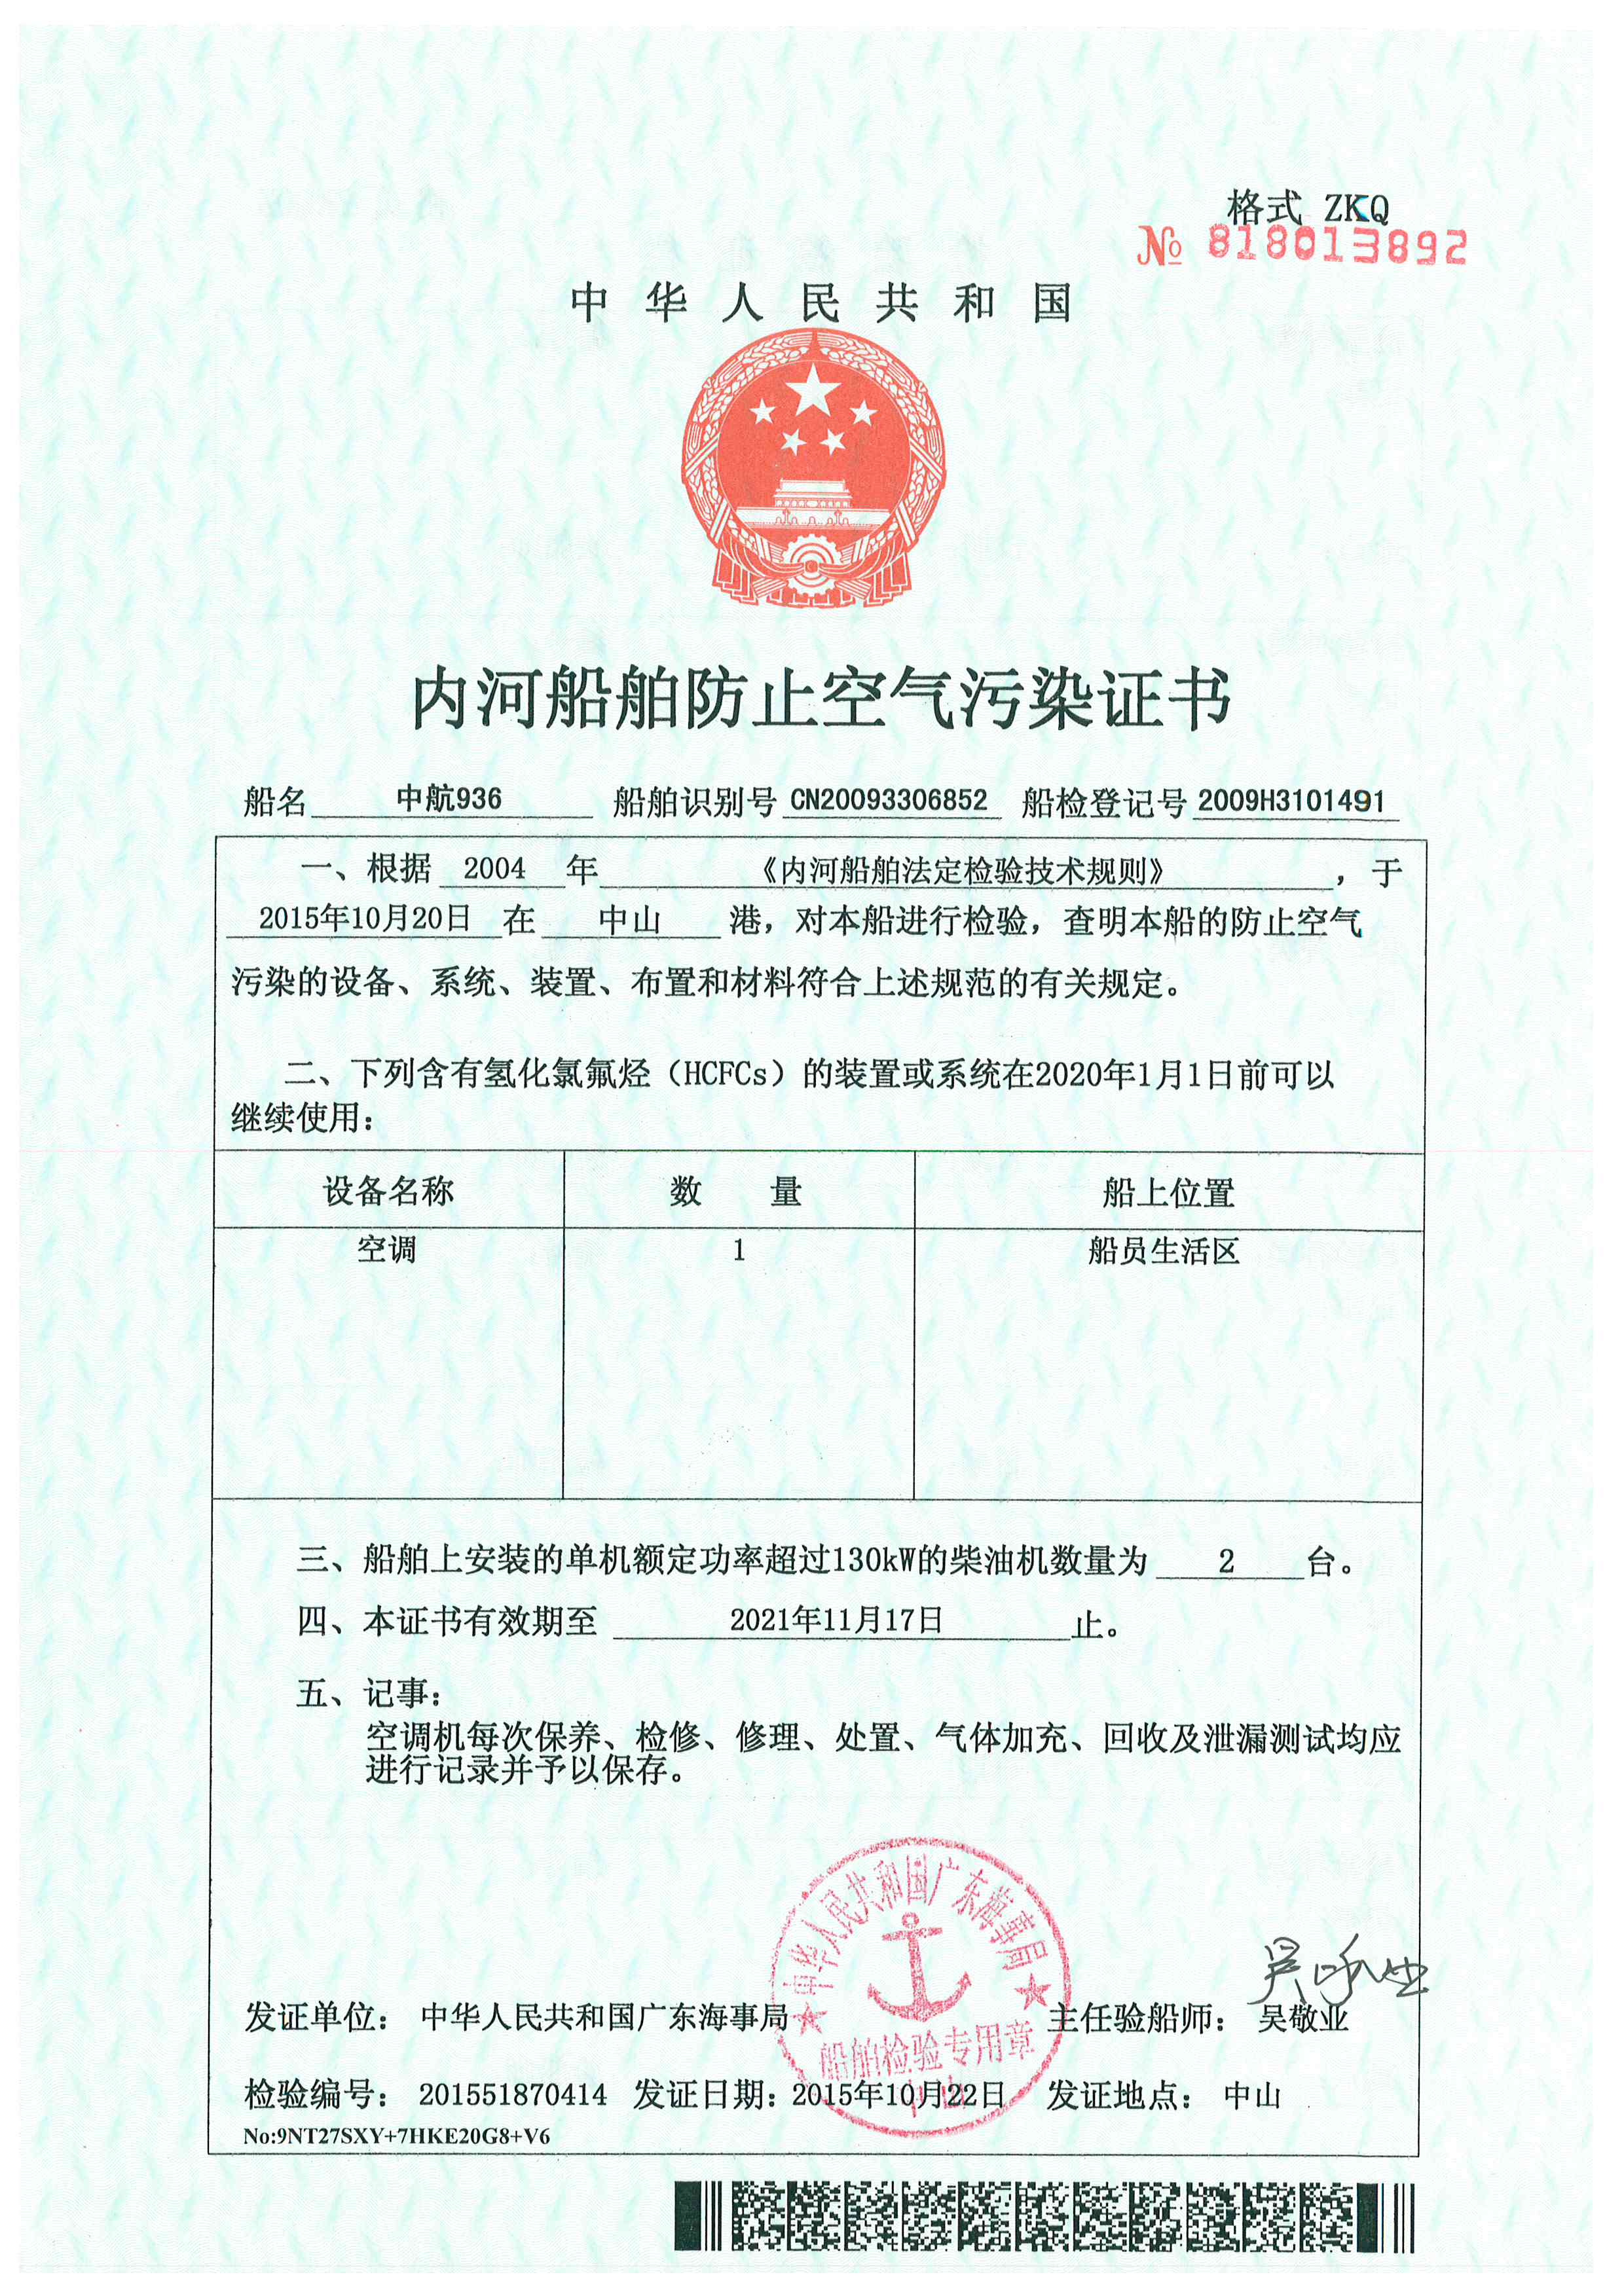 格式 ZKQ
№ 818013892
中华人民共和国
内河船舶防止空气污染证书
船名 中航936 船舶识别号 CN20093306852 船检登记号 2009H3101491
一、根据 2004 年 《内河船舶法定检验技术规则》 ，于
2015年10月20日 在 中山 港，对本船进行检验，查明本船的防止空气
污染的设备、系统、装置、布置和材料符合上述规范的有关规定。
二、下列含有氢化氯氟烃（HCFCs）的装置或系统在2020年1月1日前可以
继续使用：
设备名称 数 量 船上位置
空调 1 船员生活区
三、船舶上安装的单机额定功率超过130kW的柴油机数量为 2 台。
四、本证书有效期至 2021年11月17日 止。
五、记事：
空调机每次保养、检修、修理、处置、气体加充、回收及泄漏测试均应
进行记录并予以保存。
中华人民共和国广东海事局
船舶检验专用章
发证单位： 中华人民共和国广东海事局 主任验船师： 吴敬业
检验编号： 201551870414 发证日期：2015年10月22日 发证地点： 中山
No:9NT27SXY+7HKE20G8+V6